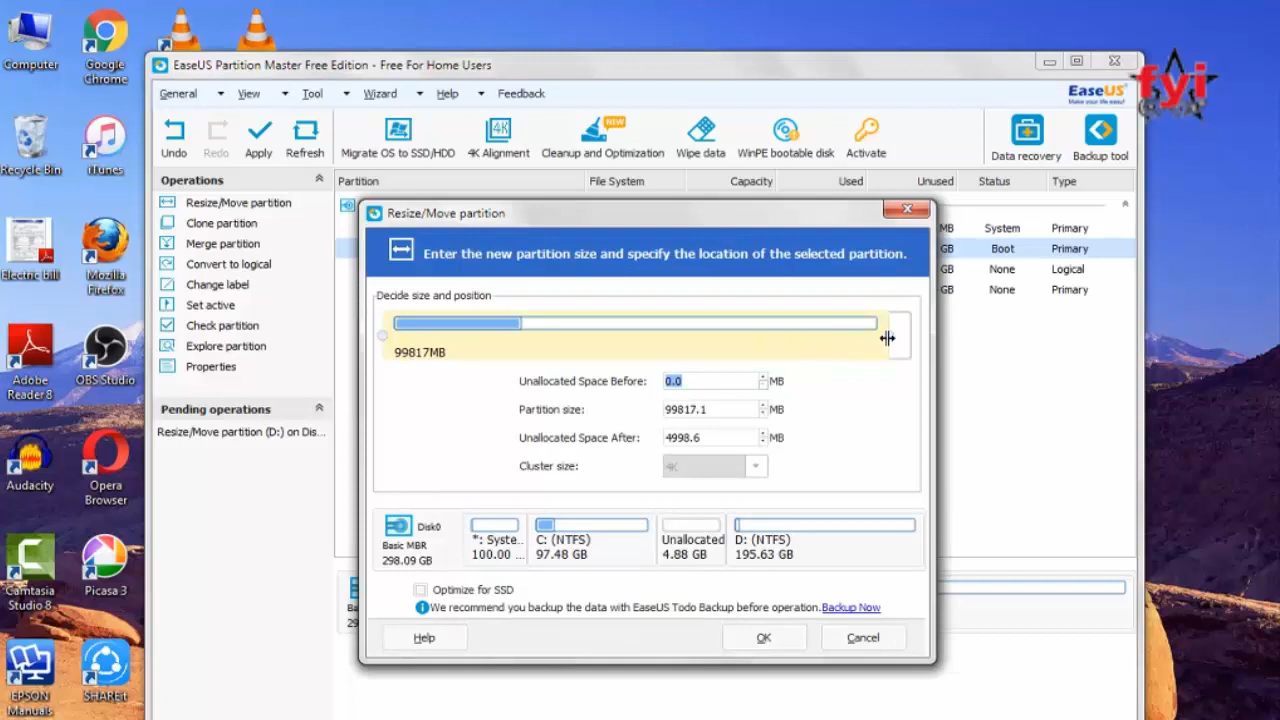 Computer
Google
Chrome
Recycle Bin
iTunes
Electric Bill
Mozilla
Firefox
Adobe
Reader 8
OBS Studio
Audacity
Opera
Browser
Camtasia
Studio 8
Picasa 3
EPSON
Manuals
SHAREit
fyi
EaseUS Partition Master Free Edition - Free For Home Users
General View Tool Wizard Help Feedback
EaseUS
Make your life easy!
Undo Redo Apply Refresh Migrate OS to SSD/HDD 4K Alignment Cleanup and Optimization Wipe data WinPE bootable disk Activate Data recovery Backup tool
4K
NEW
Operations
Resize/Move partition
Clone partition
Merge partition
Convert to logical
Change label
Set active
Check partition
Explore partition
Properties
Pending operations
Resize/Move partition (D:) on Dis...
Partition File System Capacity Used Unused Status Type
MB System Primary
GB Boot Primary
GB None Logical
GB None Primary
Resize/Move partition
Enter the new partition size and specify the location of the selected partition.
Decide size and position
99817MB
Unallocated Space Before: 0.0 MB
Partition size: 99817.1 MB
Unallocated Space After: 4998.6 MB
Cluster size: 4K
Disk0
Basic MBR
298.09 GB
*: Syste..
100.00 ...
C: (NTFS)
97.48 GB
Unallocated
4.88 GB
D: (NTFS)
195.63 GB
Optimize for SSD
We recommend you backup the data with EaseUS Todo Backup before operation.Backup Now
Help OK Cancel
Ba
29